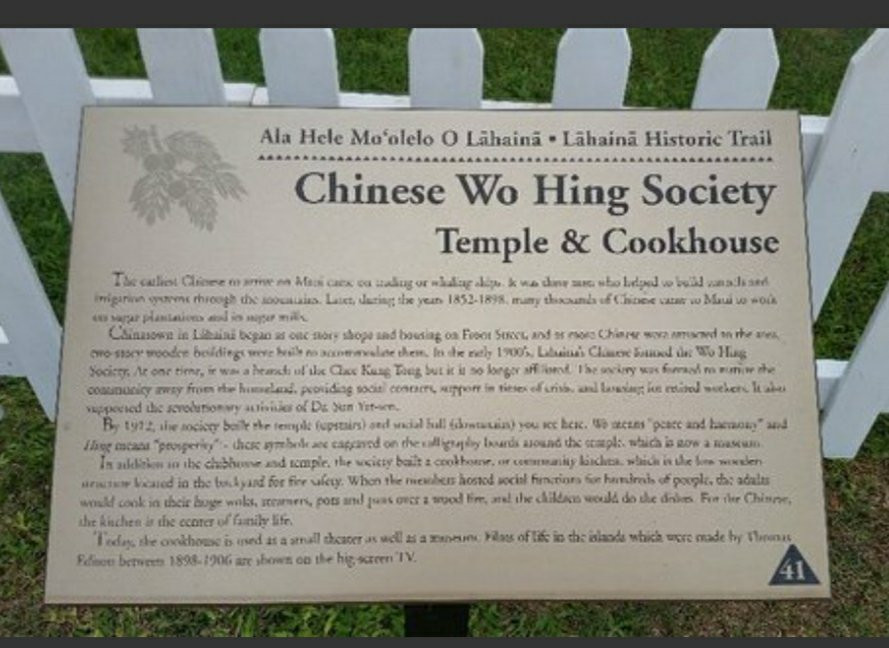 Ala Hele Moʻolelo O Lāhainā • Lāhainā Historic Trail
Chinese Wo Hing Society
Temple & Cookhouse
The earliest Chinese to arrive on Maui came on trading or whaling ships. It was these men who helped to build tunnels and
irrigation systems through the mountains. Later, during the years 1852-1898, many thousands of Chinese came to Maui to work
on sugar plantations and in sugar mills.
Chinatown in Lāhainā began as one story shops and housing on Front Street, and as more Chinese were attracted to the area,
two-story wooden buildings were built to accommodate them. In the early 1900's, Lahaina's Chinese formed the Wo Hing
Society. At one time, it was a branch of the Chee Kung Tong but it is no longer affiliated. The society was formed to nurture the
community away from the homeland, providing social contacts, support in times of crisis, and housing for retired workers. It also
supported the revolutionary activities of Dr. Sun Yat-sen.
By 1912, the society built the temple (upstairs) and social hall (downstairs) you see here. Wo means "peace and harmony" and
Hing means "prosperity" - these symbols are engraved on the calligraphy boards around the temple, which is now a museum.
In addition to the clubhouse and temple, the society built a cookhouse, or community kitchen, which is the low wooden
structure located in the backyard for fire safety. When the members hosted social functions for hundreds of people, the adults
would cook in their huge woks, steamers, pots and pans over a wood fire, and the children would do the dishes. For the Chinese,
the kitchen is the center of family life.
Today, the cookhouse is used as a small theater as well as a museum. Films of life in the islands which were made by Thomas
Edison between 1898-1906 are shown on the big-screen TV.
41